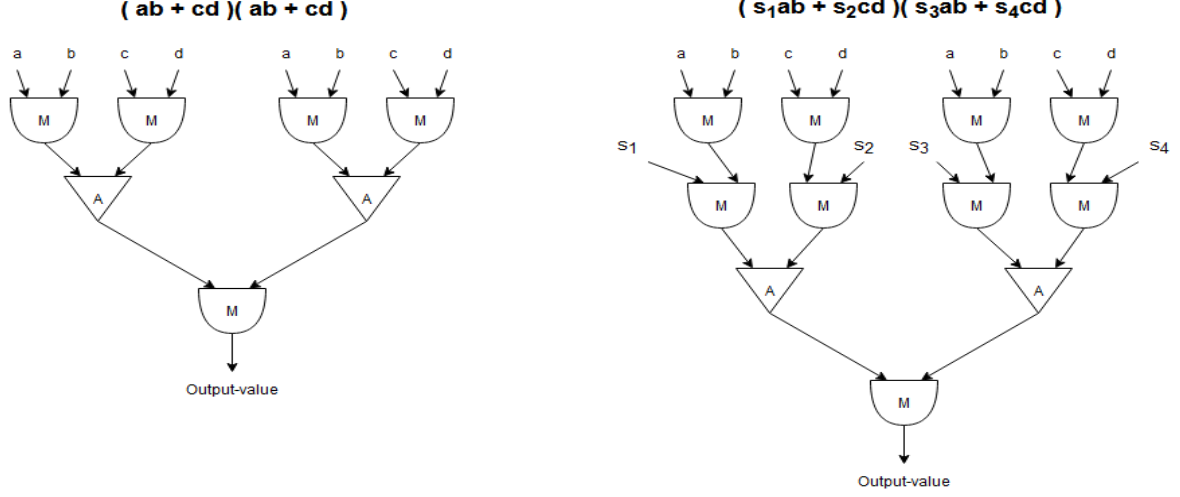 ( ab + cd )( ab + cd )
( s₁ab + s₂cd )( s₃ab + s₄cd )
a b c d a b c d
a b c d a b c d
M M M M
M M M M
s₁ s₂ s₃ s₄
A A
M M M M
A A
M
M
Output-value
Output-value